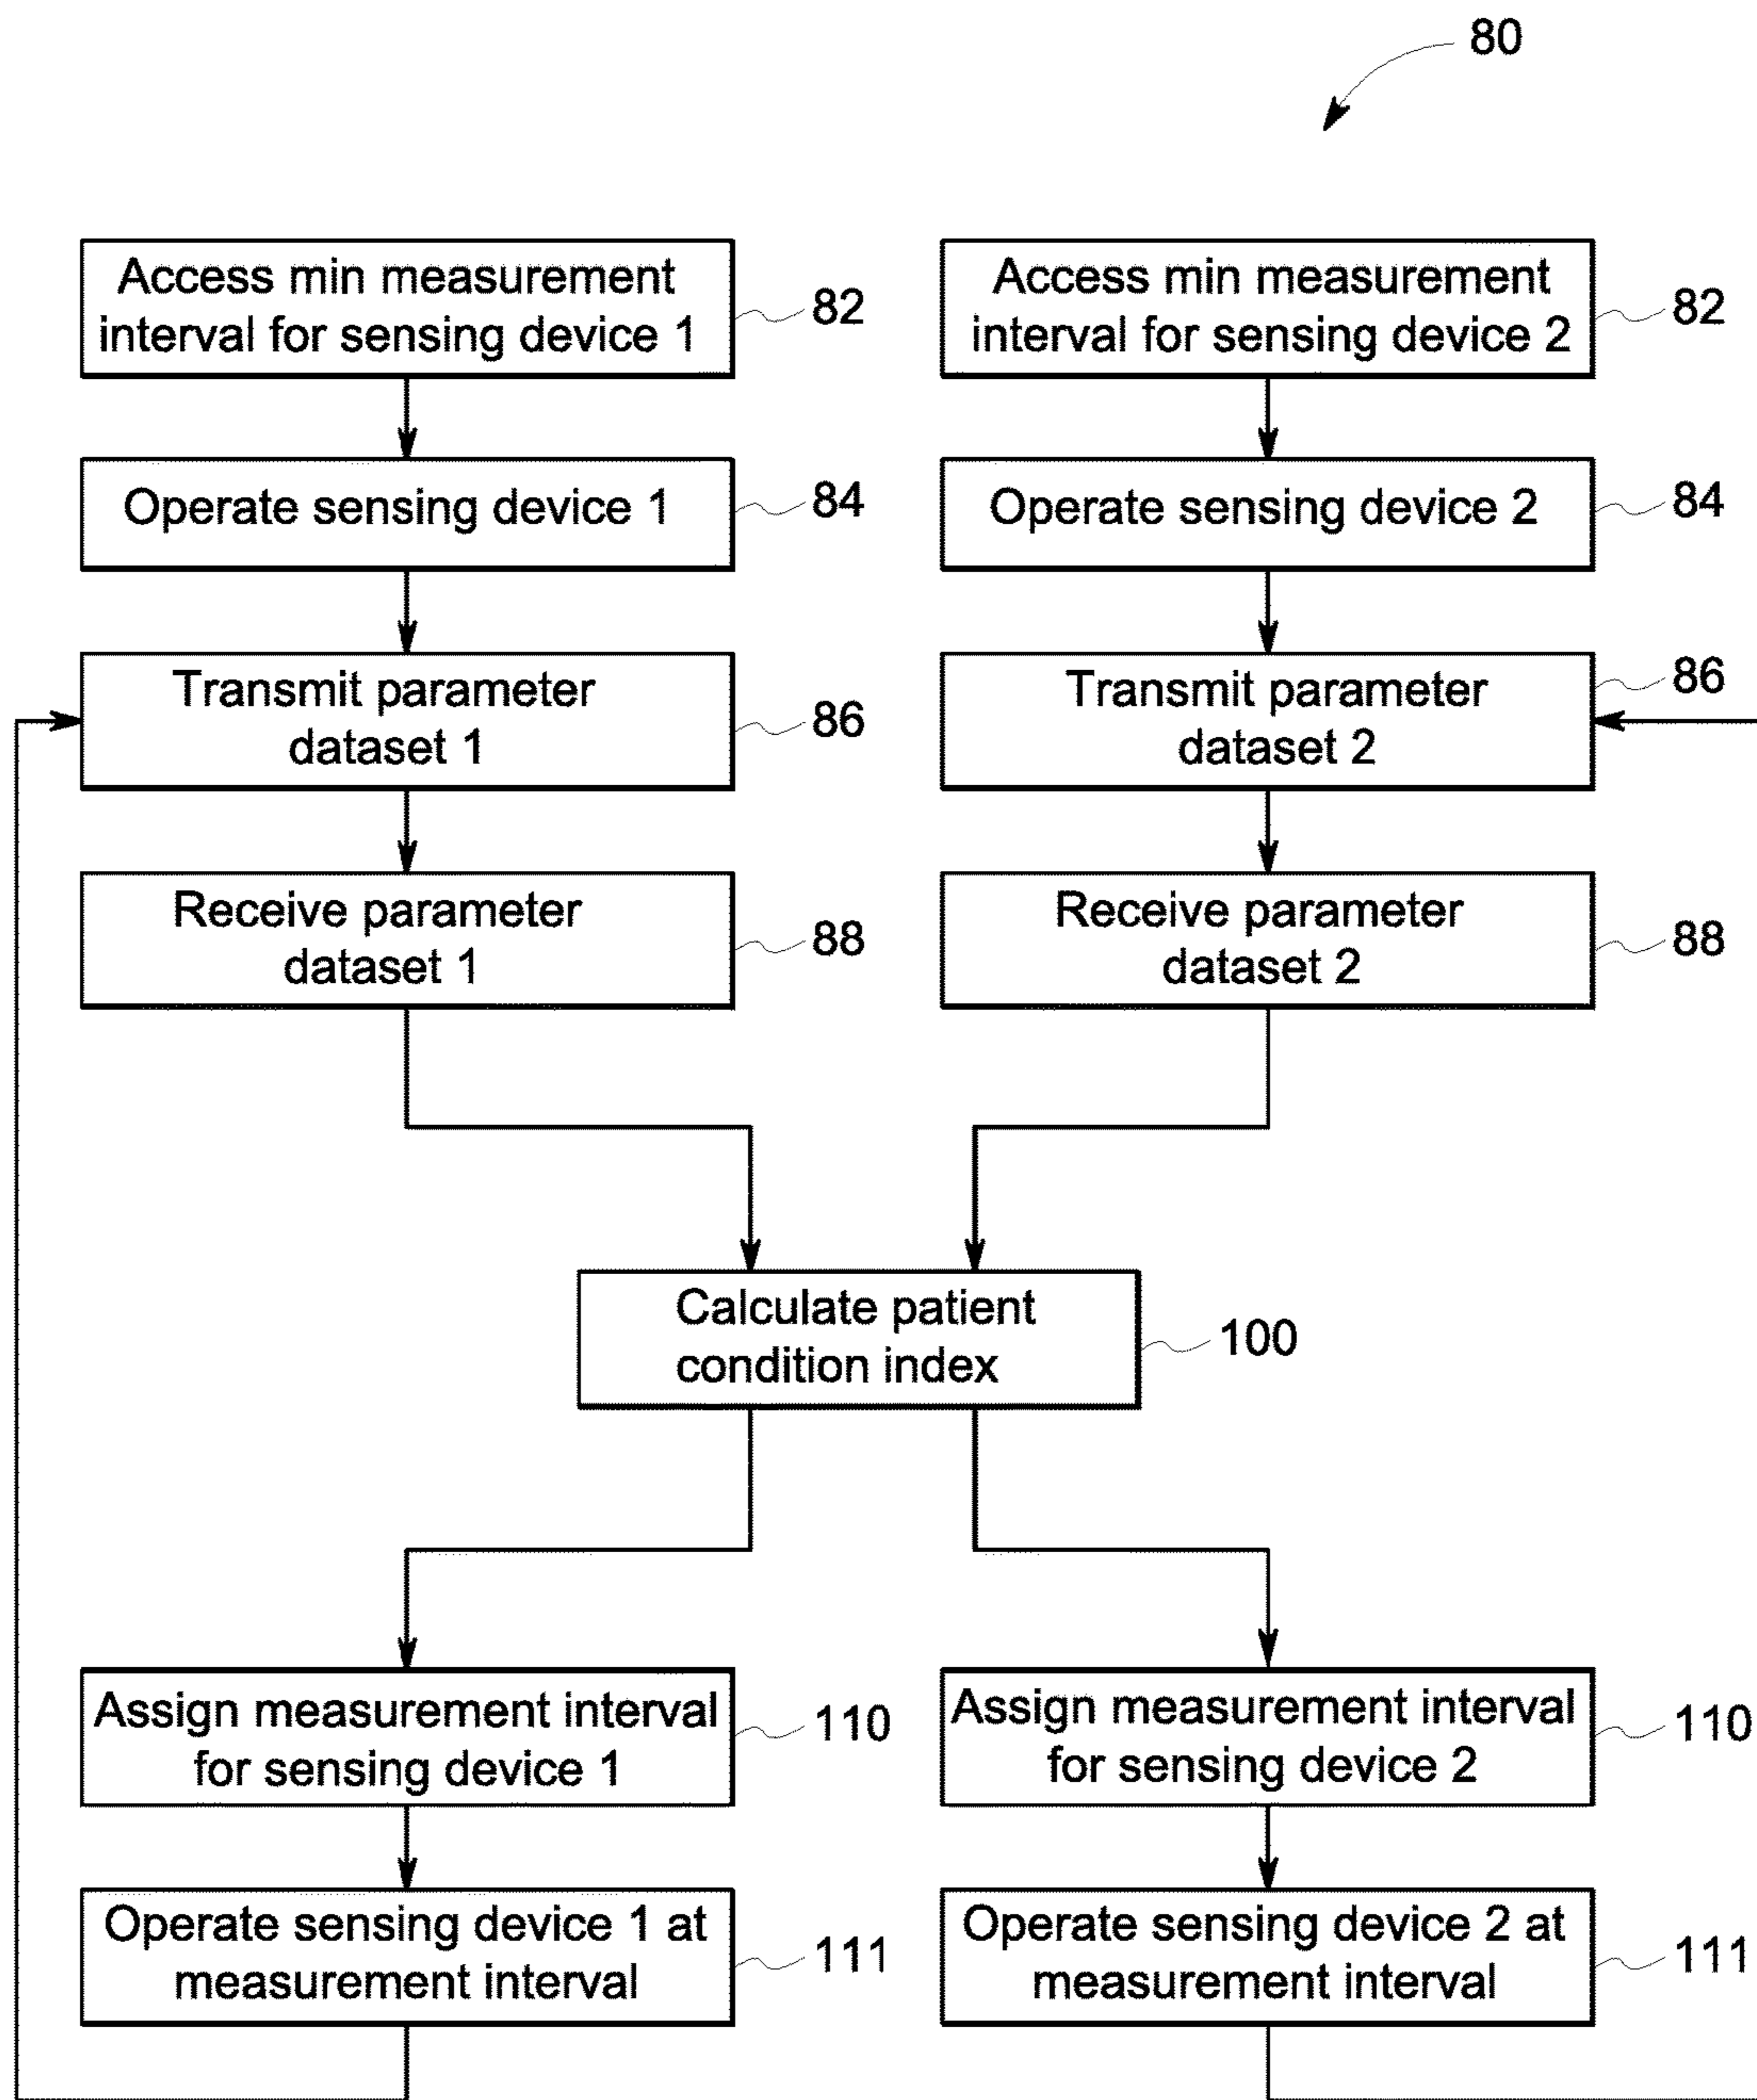 80
Access min measurement
interval for sensing device 1
82
Access min measurement
interval for sensing device 2
82
Operate sensing device 1
84
Operate sensing device 2
84
Transmit parameter
dataset 1
86
Transmit parameter
dataset 2
86
Receive parameter
dataset 1
88
Receive parameter
dataset 2
88
Calculate patient
condition index
100
Assign measurement interval
for sensing device 1
110
Assign measurement interval
for sensing device 2
110
Operate sensing device 1 at
measurement interval
111
Operate sensing device 2 at
measurement interval
111